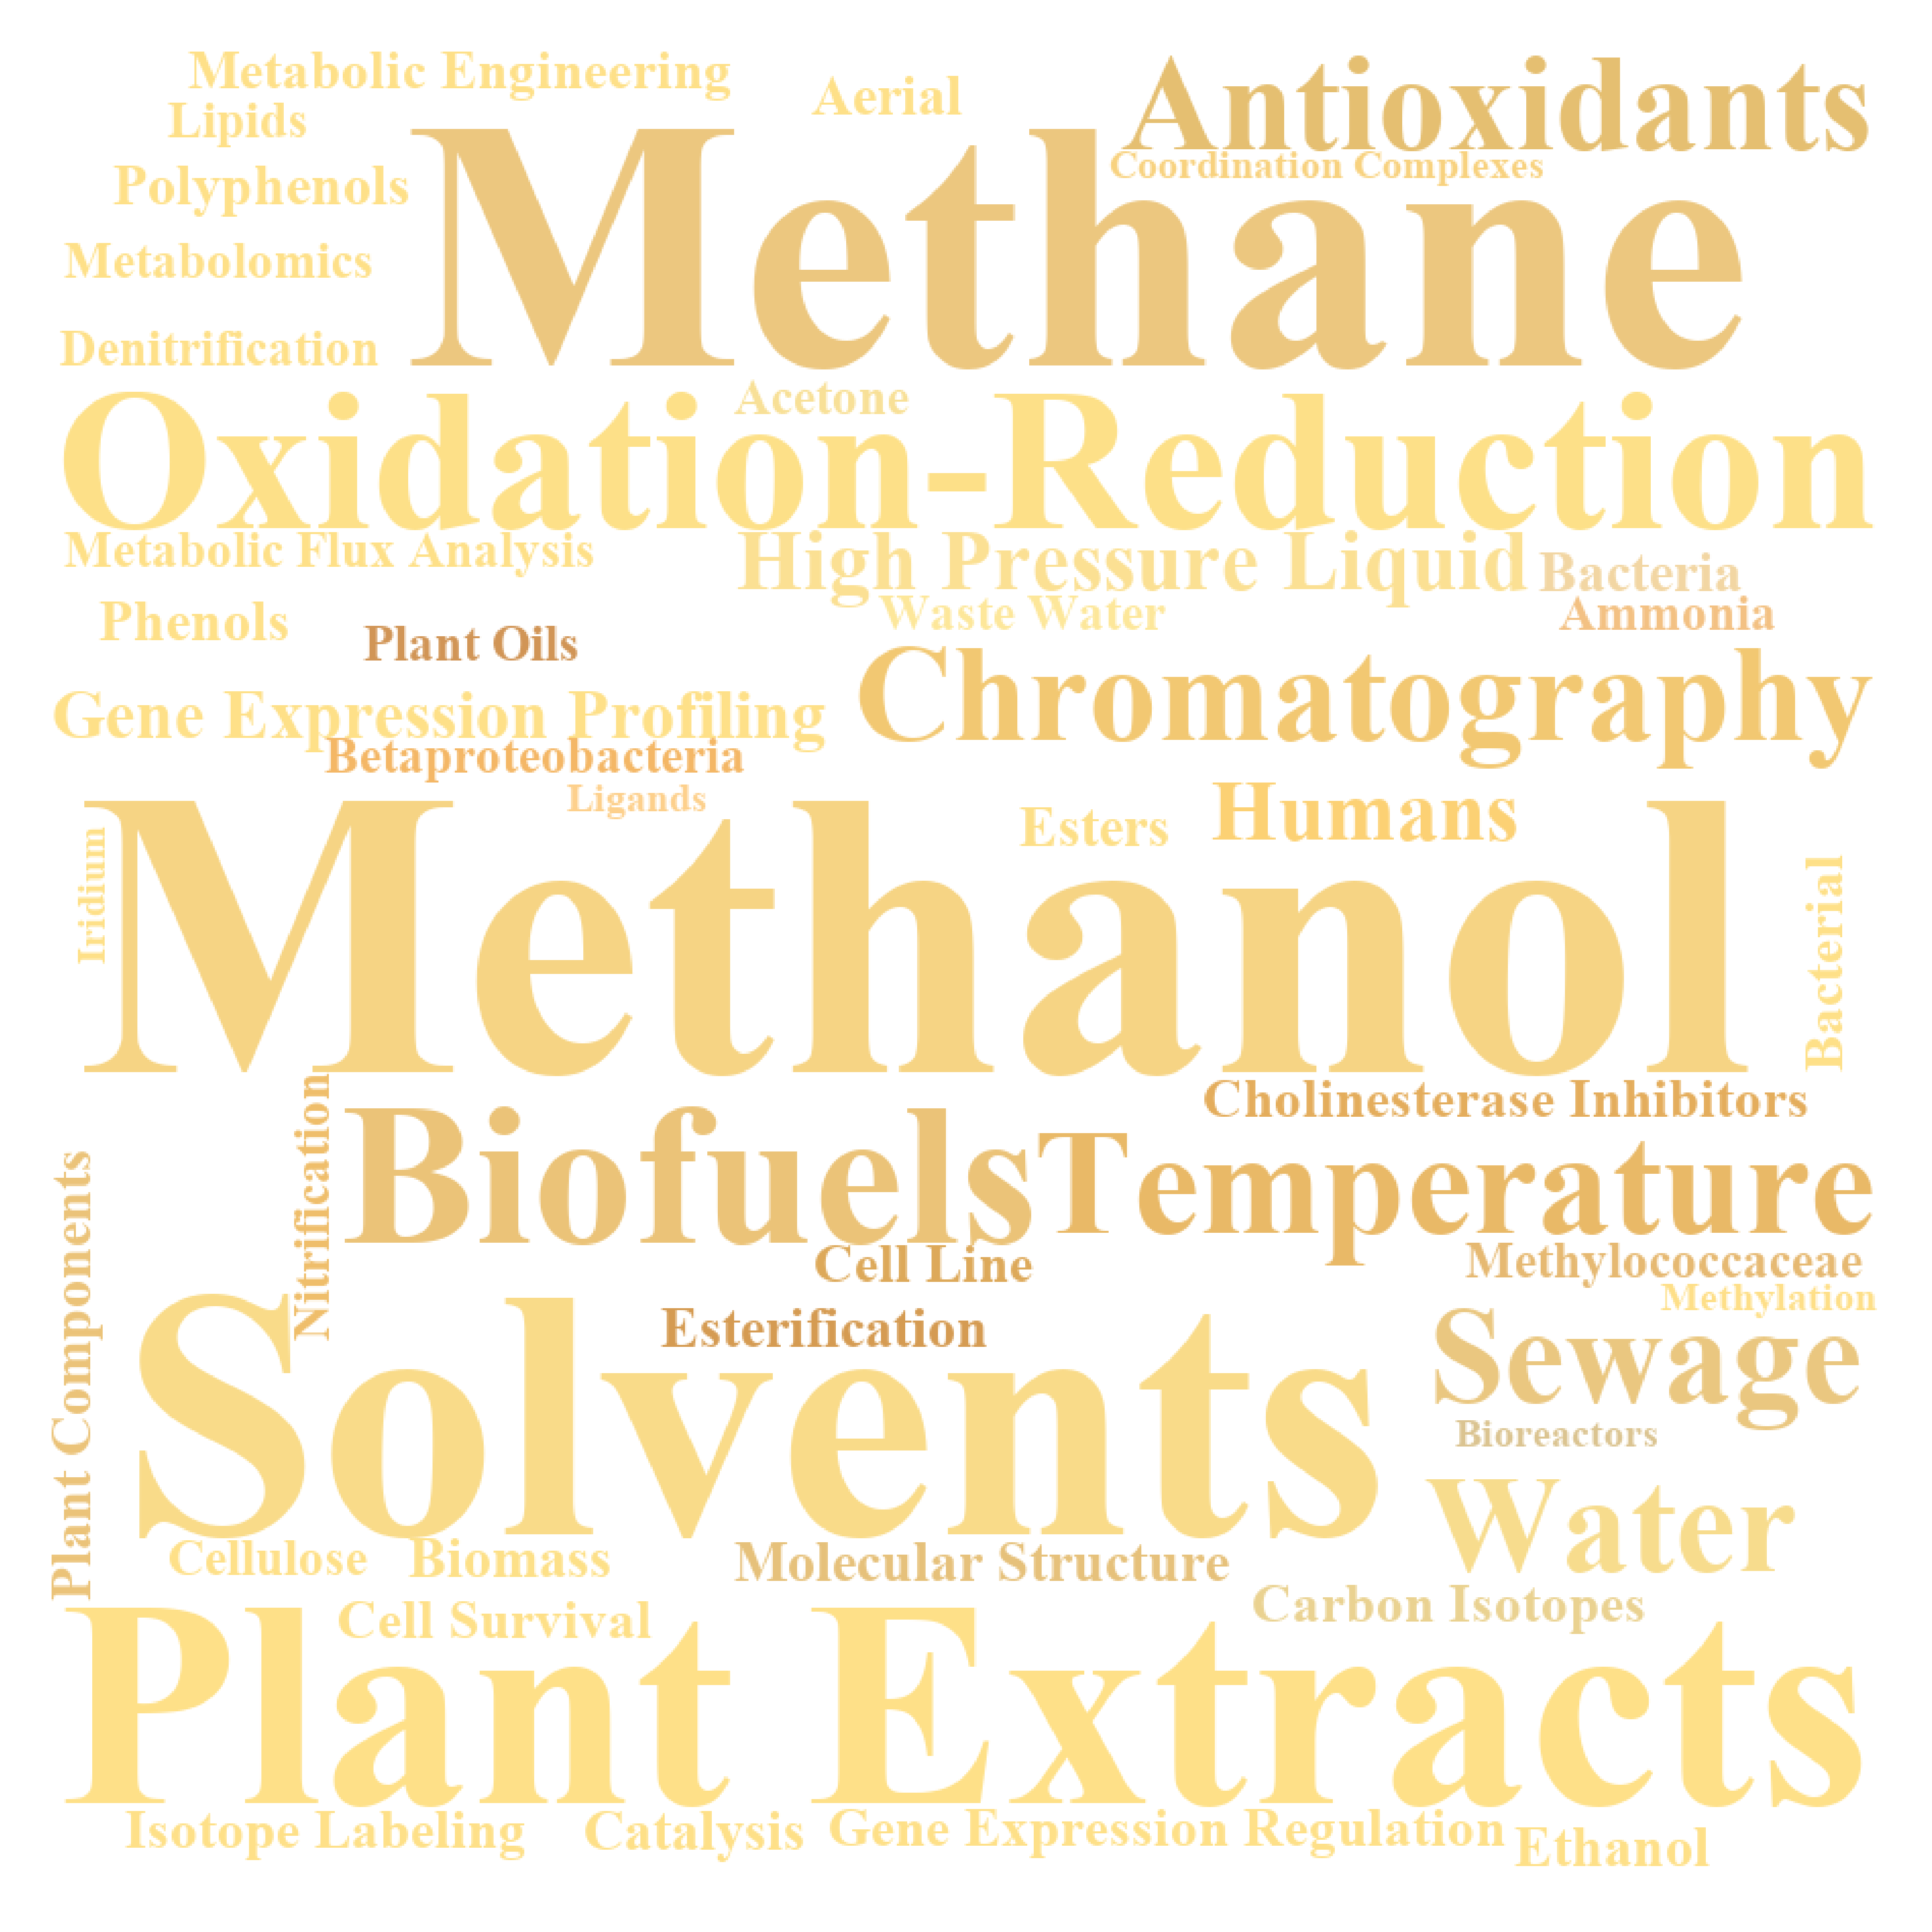 Metabolic Engineering
Aerial
Antioxidants
Lipids
Coordination Complexes
Polyphenols
Methane
Metabolomics
Denitrification
Acetone
Oxidation-Reduction
Metabolic Flux Analysis
High Pressure Liquid
Bacteria
Waste Water
Ammonia
Phenols
Plant Oils
Chromatography
Gene Expression Profiling
Betaproteobacteria
Ligands
Esters
Humans
Iridium
Methanol
Bacterial
Cholinesterase Inhibitors
Nitrification
Biofuels
Temperature
Cell Line
Methylococcaceae
Methylation
Plant Components
Esterification
Solvents
Sewage
Bioreactors
Water
Cellulose
Biomass
Molecular Structure
Carbon Isotopes
Cell Survival
Plant Extracts
Isotope Labeling
Catalysis
Gene Expression Regulation
Ethanol